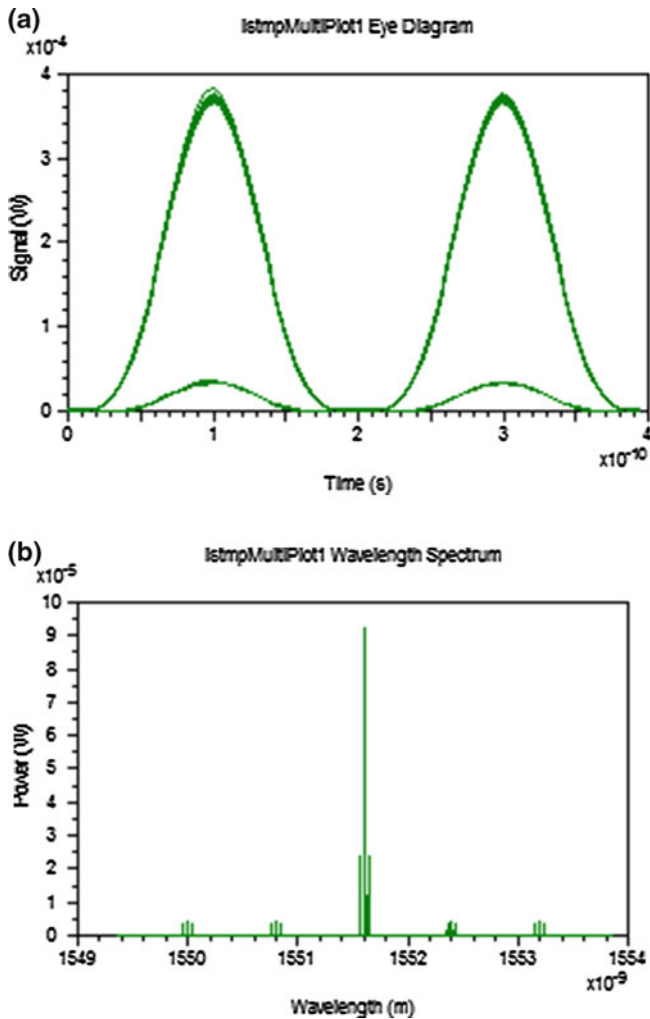 (a)
lstmpMultiPlot1 Eye Diagram
x10-4
4
3
2
1
0
Signal (W)
0 1 2 3 4
x10-10
Time (s)
(b)
lstmpMultiPlot1 Wavelength Spectrum
x10-5
10
9
8
7
6
5
4
3
2
1
0
Power (W)
1549 1550 1551 1552 1553 1554
x10-9
Wavelength (m)